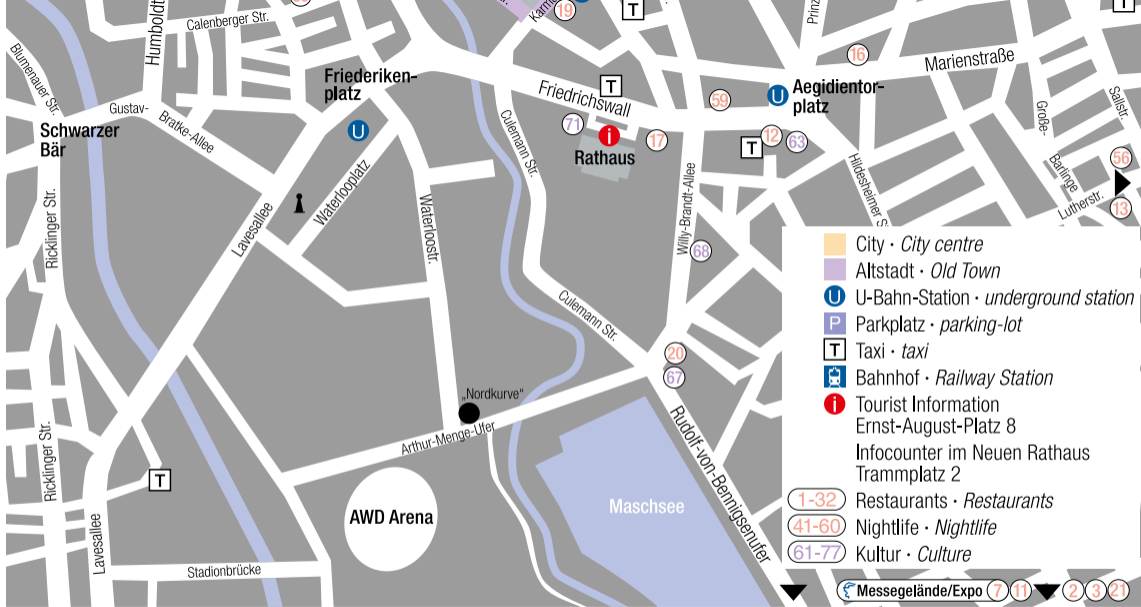 Calenberger Str.
Humboldt
19
T
Prinz
T
16
Marienstraße
Blumenauer Str.
Friederiken-
platz
T
Friedrichswall
U
Aegidientor-
platz
59
Gustav-
Bratke-Allee
Schwarzer
Bär
U
Culemann Str.
71
i
Rathaus
17
T
12
63
Große-
Barlinge
Sallstr.
56
Lutherstr.
13
Hildesheimer S
Ricklinger Str.
Lavesallee
Waterlooplatz
Waterloostr.
Willy-Brandt-Allee
68
Culemann Str.
20
67
„Nordkurve“
Arthur-Menge-Ufer
Rudolf-von-Bennigsenufer
Ricklinger Str.
T
AWD Arena
Maschsee
Lavesallee
Stadionbrücke
City · City centre
Altstadt · Old Town
U U-Bahn-Station · underground station
P Parkplatz · parking-lot
T Taxi · taxi
Bahnhof · Railway Station
i Tourist Information
Ernst-August-Platz 8
Infocounter im Neuen Rathaus
Trammplatz 2
1-32 Restaurants · Restaurants
41-60 Nightlife · Nightlife
61-77 Kultur · Culture
Messegelände/Expo 7 11 2 3 21